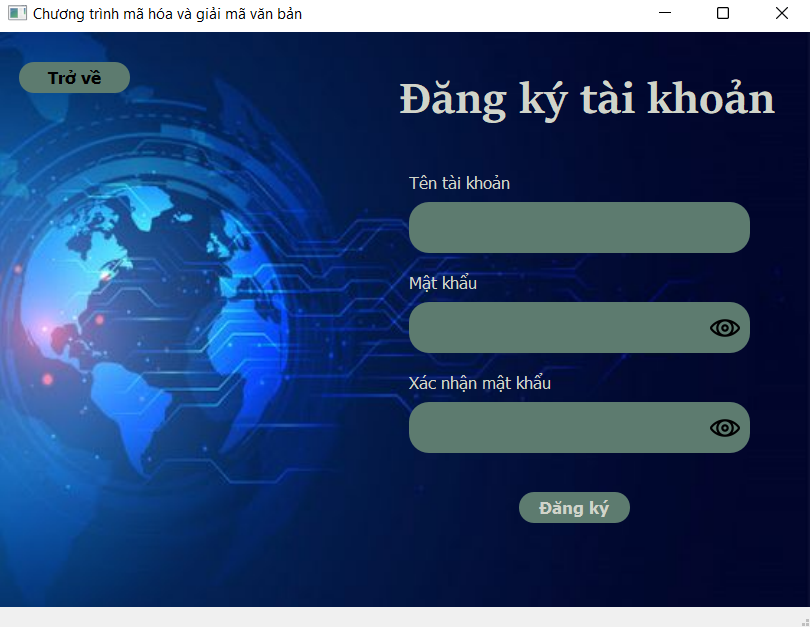 Chương trình mã hóa và giải mã văn bản
Trở về
Đăng ký tài khoản
Tên tài khoản
Mật khẩu
Xác nhận mật khẩu
Đăng ký